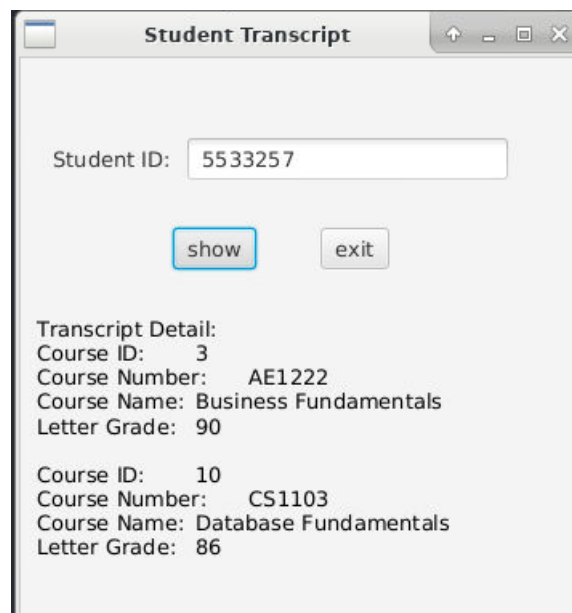 Student Transcript
Student ID: 5533257
show exit
Transcript Detail:
Course ID: 3
Course Number: AE1222
Course Name: Business Fundamentals
Letter Grade: 90
Course ID: 10
Course Number: CS1103
Course Name: Database Fundamentals
Letter Grade: 86